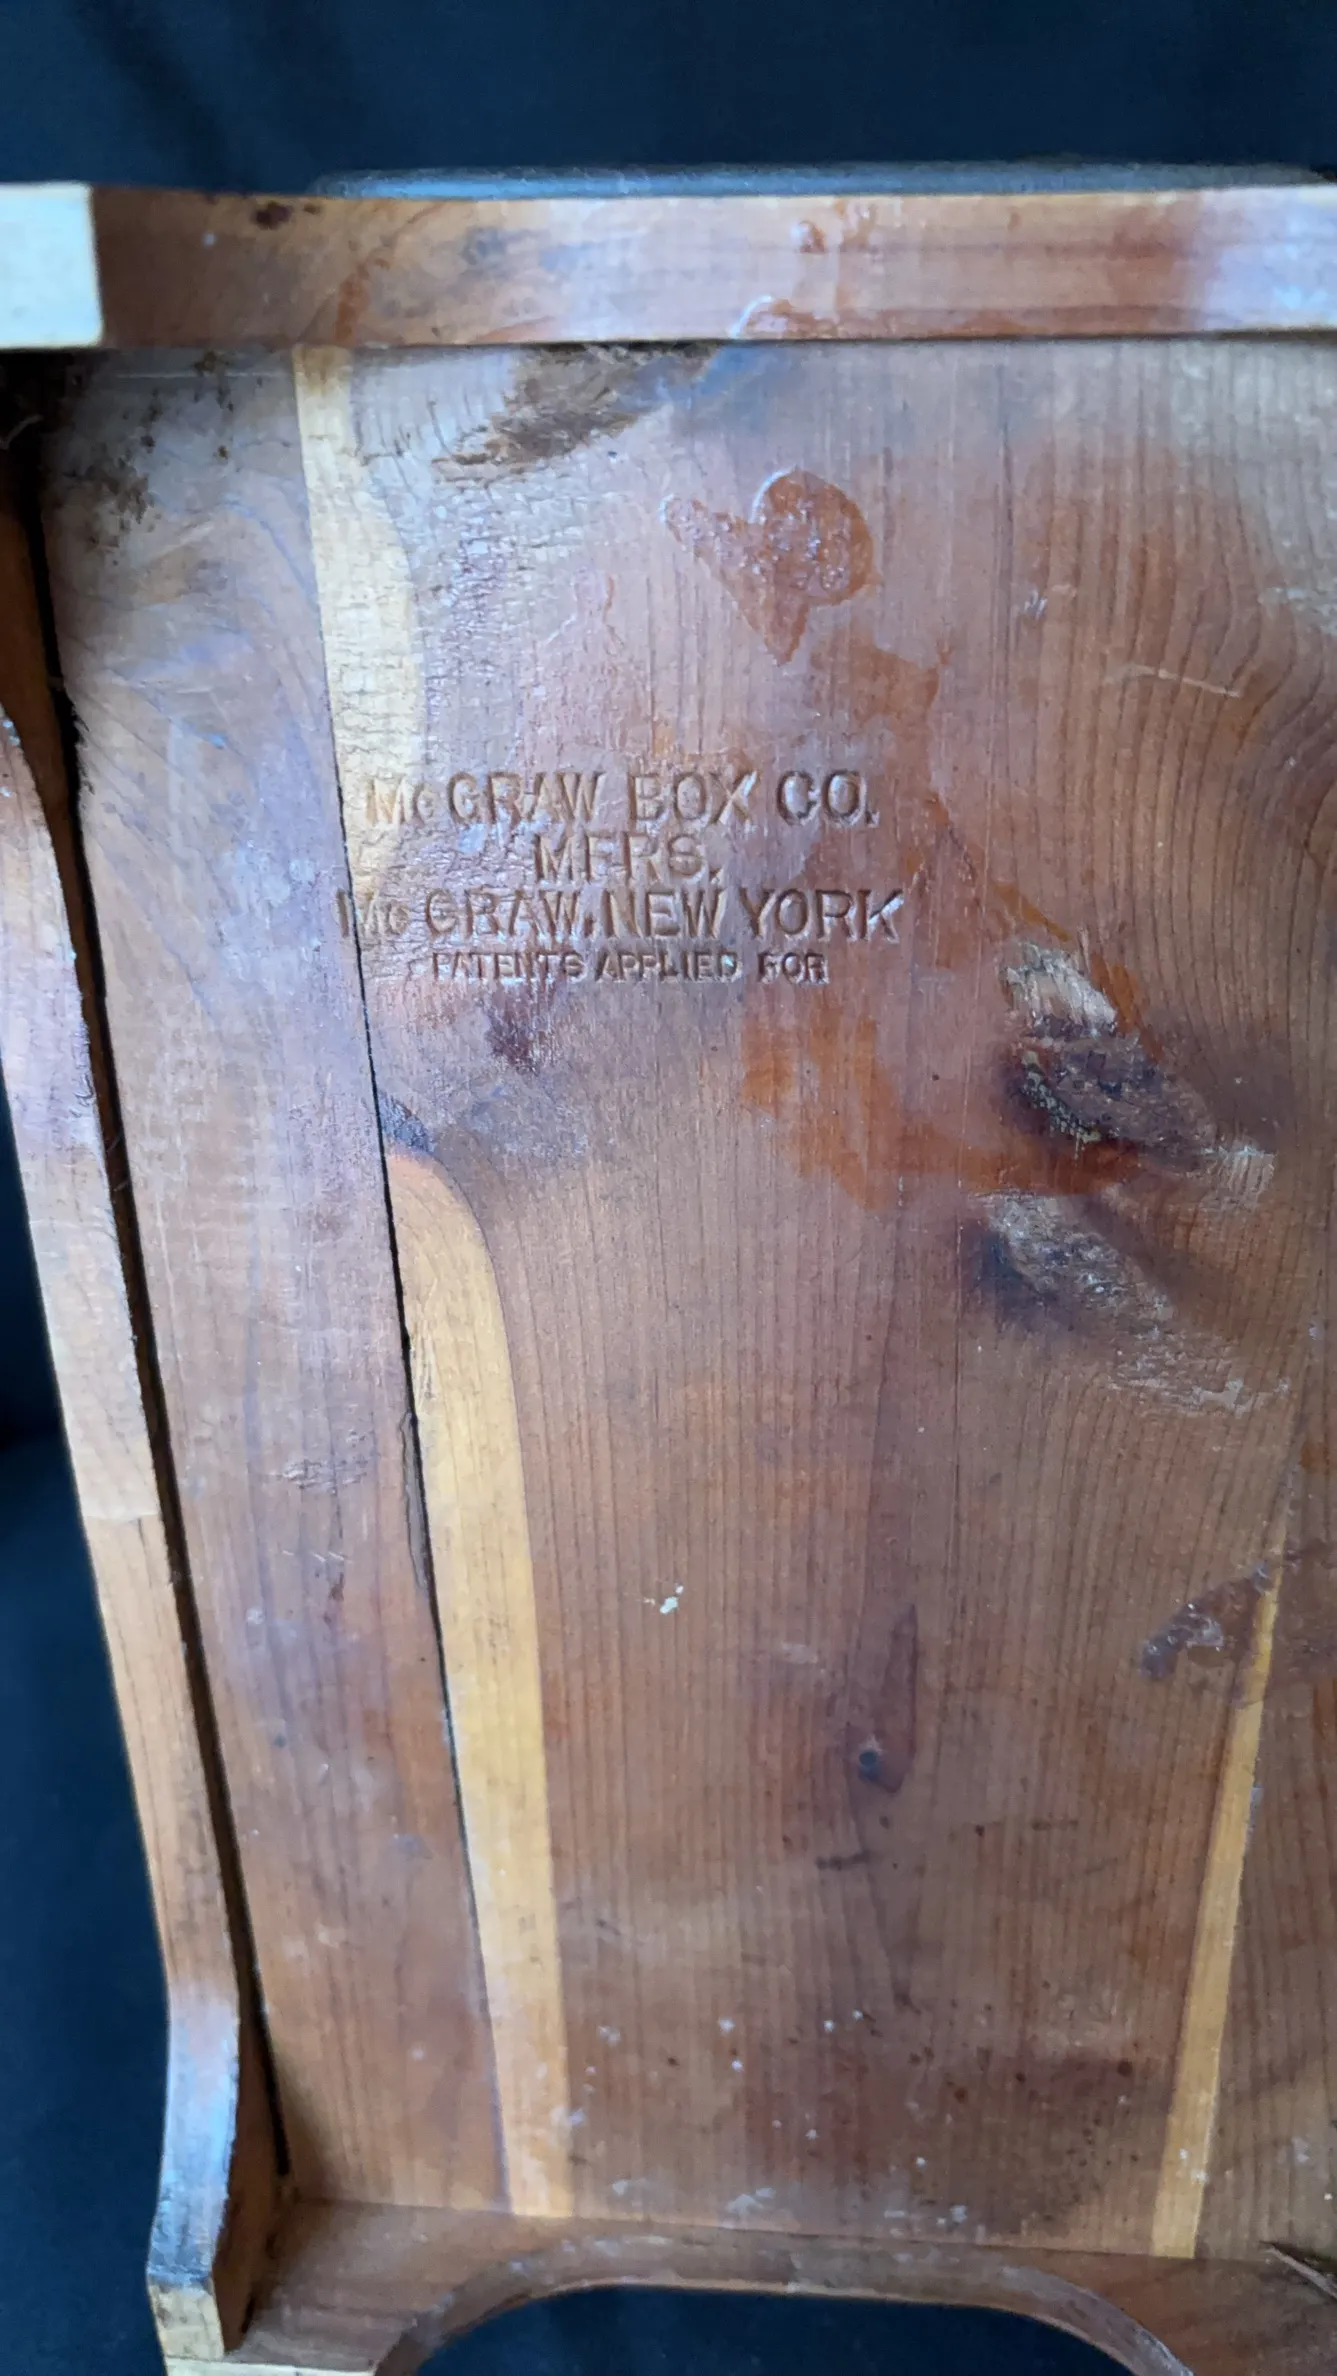 McGRAW BOX CO.
MFRS.
McGRAW, NEW YORK
PATENTS APPLIED FOR